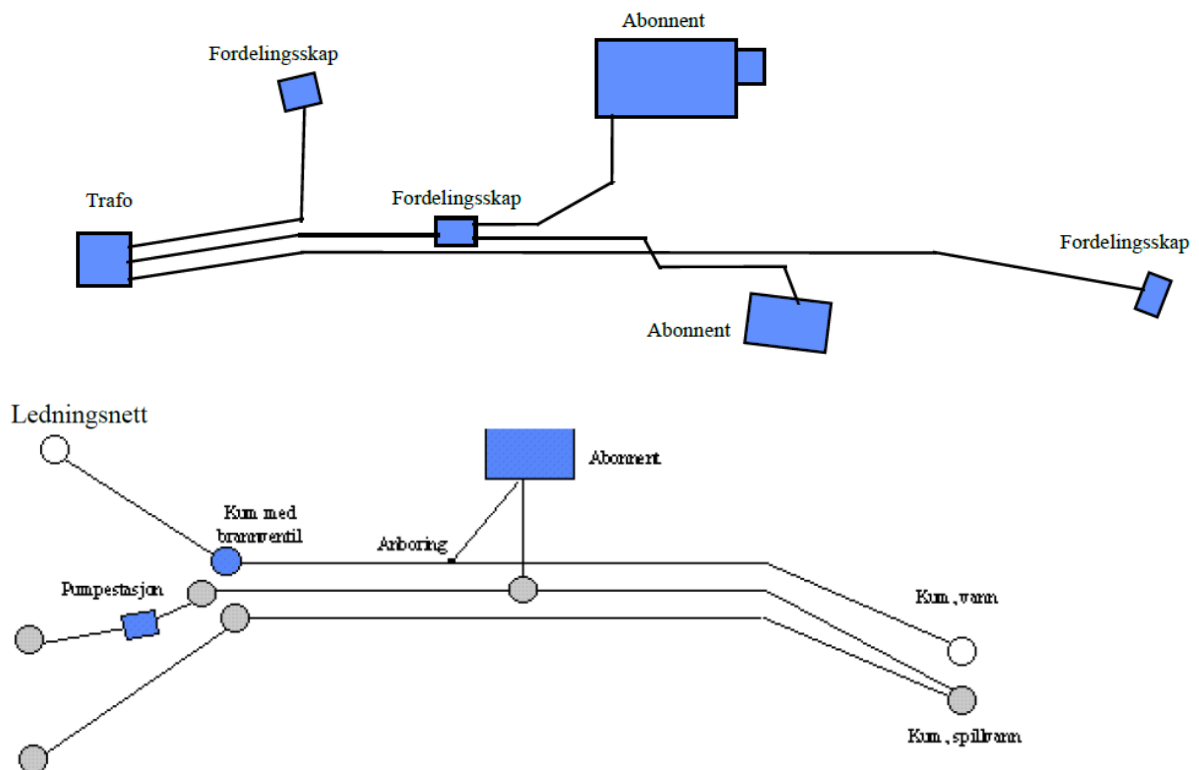 Abonnent
Fordelingsskap
Trafo
Fordelingsskap
Fordelingsskap
Abonnent
Ledningsnett
Abonnent
Kum med
brannventil
Anboring
Pumpestasjon
Kum, vann
Kum, spillvann